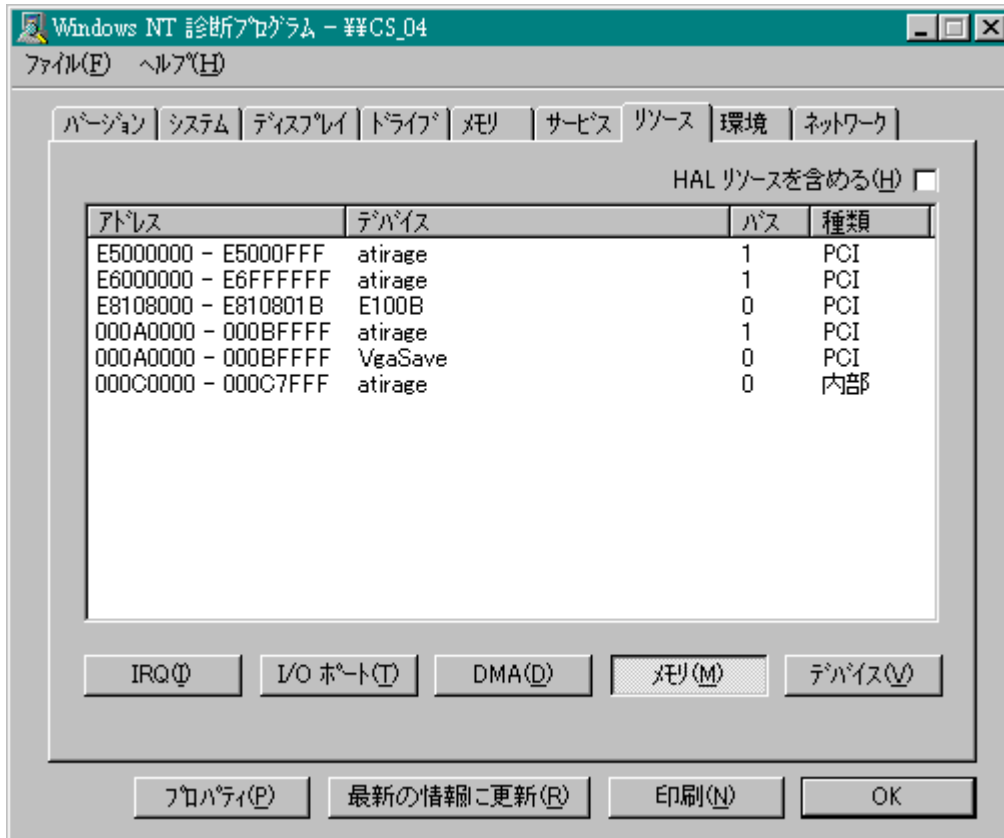 Windows NT 診断ﾌﾟﾛｸﾞﾗﾑ - ¥¥CS_04
ﾌｧｲﾙ(F) ﾍﾙﾌﾟ(H)
ﾊﾞｰｼﾞｮﾝ ｼｽﾃﾑ ﾃﾞｨｽﾌﾟﾚｲ ﾄﾞﾗｲﾌﾞ ﾒﾓﾘ ｻｰﾋﾞｽ ﾘｿｰｽ 環境 ﾈｯﾄﾜｰｸ
HAL ﾘｿｰｽを含める(H)
ｱﾄﾞﾚｽ ﾃﾞﾊﾞｲｽ ﾊﾞｽ 種類
E5000000 - E5000FFF atirage 1 PCI
E6000000 - E6FFFFFF atirage 1 PCI
E8108000 - E810801B E100B 0 PCI
000A0000 - 000BFFFF atirage 1 PCI
000A0000 - 000BFFFF VgaSave 0 PCI
000C0000 - 000C7FFF atirage 0 内部
IRQ(I) I/O ﾎﾟｰﾄ(T) DMA(D) ﾒﾓﾘ(M) ﾃﾞﾊﾞｲｽ(V)
ﾌﾟﾛﾊﾟﾃｨ(P) 最新の情報に更新(R) 印刷(N) OK